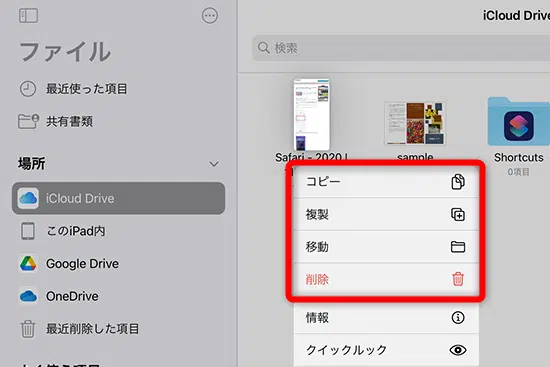 ファイル
最近使った項目
共有書類
場所
iCloud Drive
このiPad内
Google Drive
OneDrive
最近削除した項目
iCloud Drive
検索
Safari - 2020
sample
Shortcuts
0項目
コピー
複製
移動
削除
情報
クイックルック